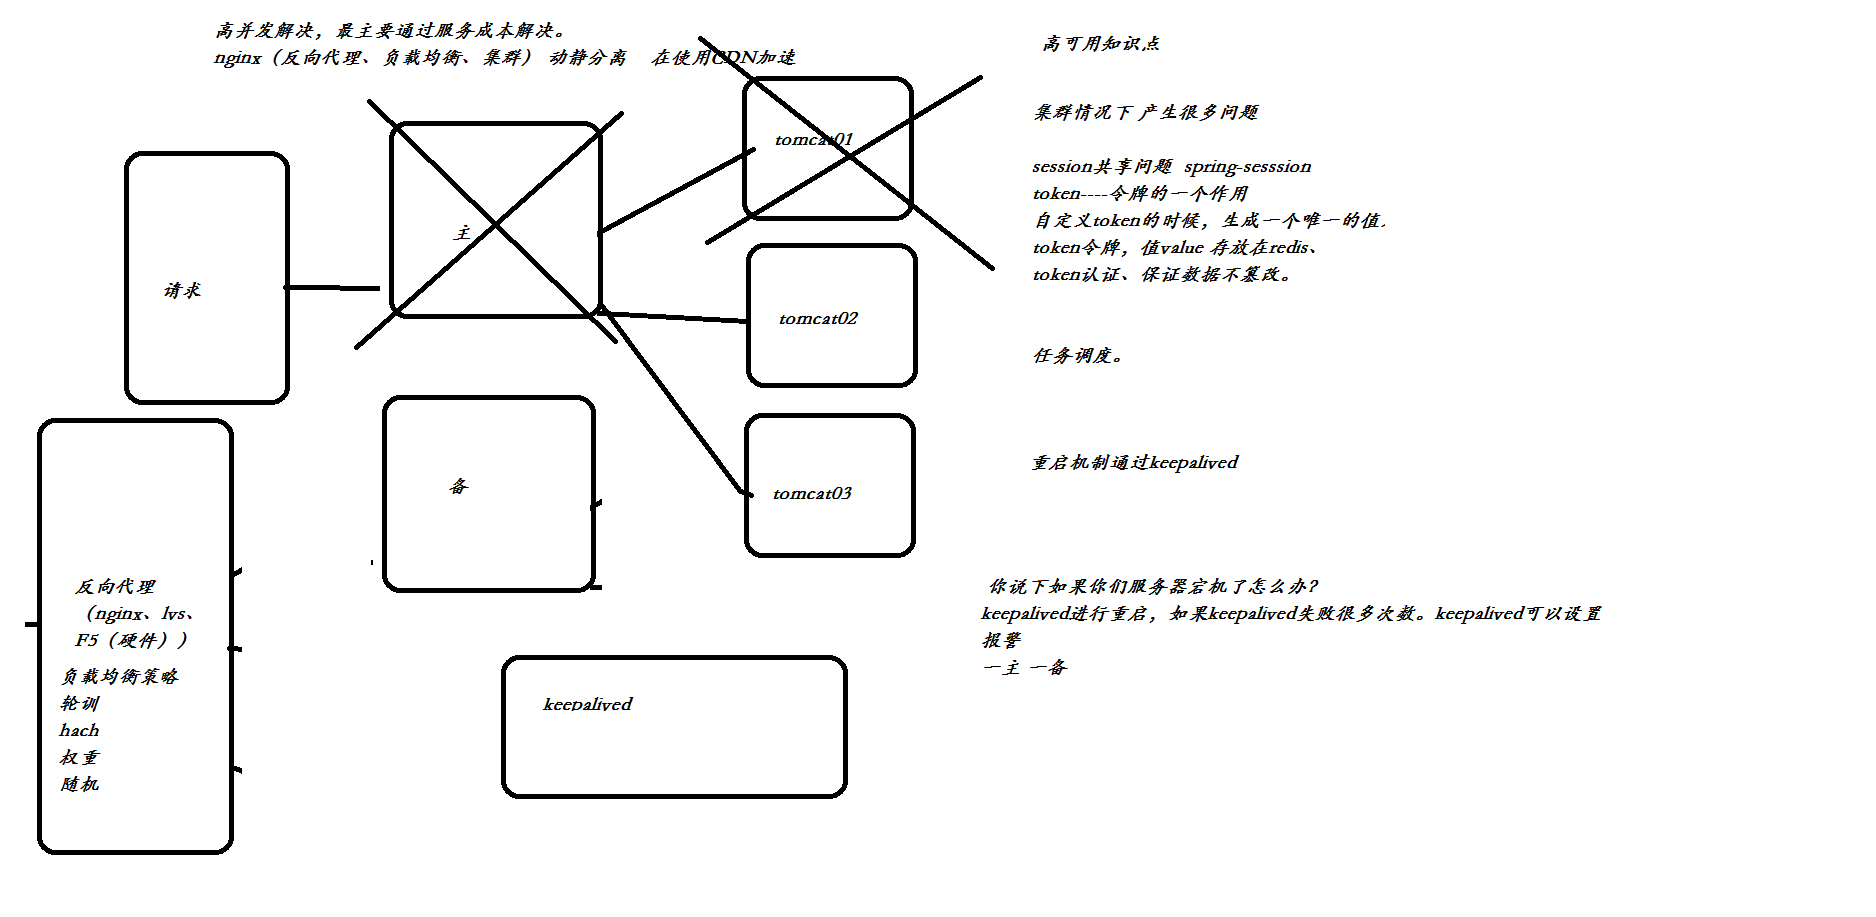 高并发解决，最主要通过服务成本解决。
nginx（反向代理、负载均衡、集群） 动静分离 在使用CDN加速
高可用知识点
集群情况下 产生很多问题
session共享问题 spring-sesssion
token----令牌的一个作用
自定义token的时候，生成一个唯一的值.
token令牌，值value 存放在redis、
token认证、保证数据不篡改。
任务调度。
重启机制通过keepalived
你说下如果你们服务器宕机了怎么办？
keepalived进行重启，如果keepalived失败很多次数。keepalived可以设置
报警
一主 一备
请求
主
备
tomcat01
tomcat02
tomcat03
反向代理
（nginx、lvs、
F5（硬件））
负载均衡策略
轮训
hach
权重
随机
keepalived